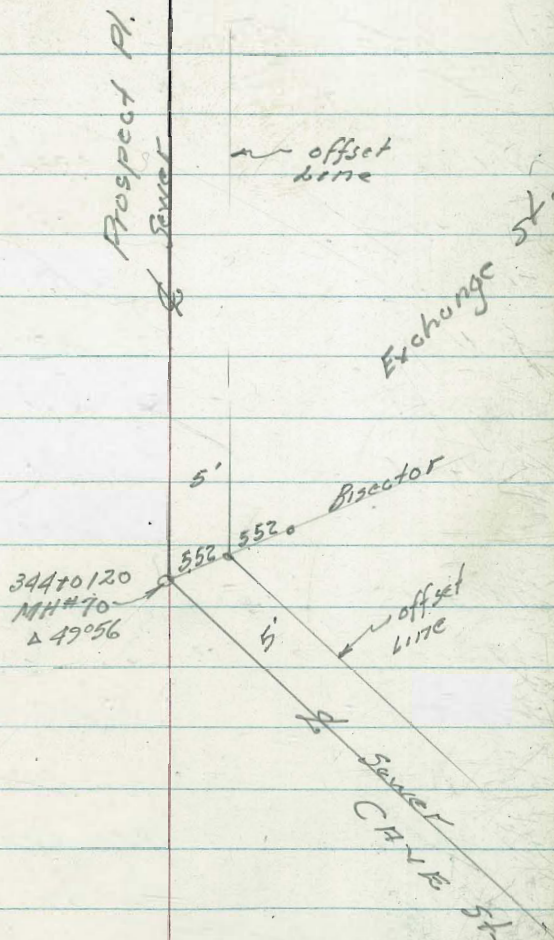 Prospect Pl.
℄ Sewer
offset
Line
Exchange St.
5'
Bisector
552 552
344+0120
MH#70
Δ 49°56
5'
offset
Line
℄
Sewer
CANE St.